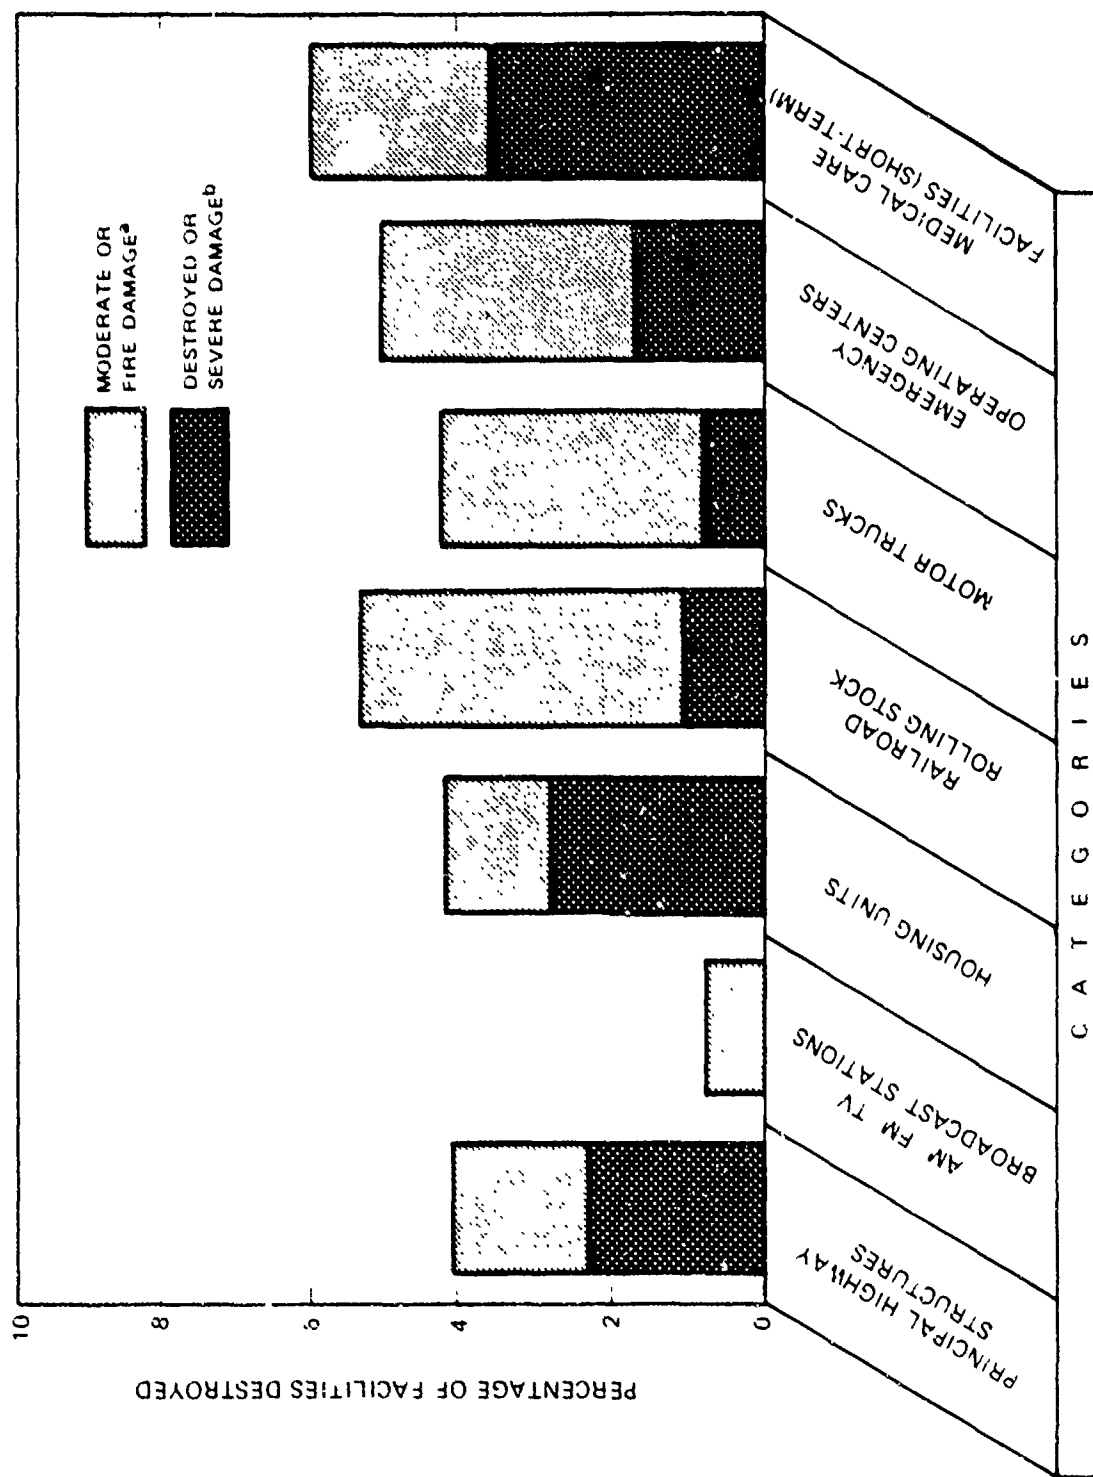 MODERATE OR
FIRE DAMAGEᵃ
DESTROYED OR
SEVERE DAMAGEᵇ
PERCENTAGE OF FACILITIES DESTROYED
10
8
6
4
2
0
PRINCIPAL HIGHWAY
STRUCTURES
AM FM TV
BROADCAST STATIONS
HOUSING UNITS
RAILROAD
ROLLING STOCK
MOTOR TRUCKS
EMERGENCY
OPERATING CENTERS
MEDICAL CARE
FACILITIES (SHORT-TERM)
CATEGORIES